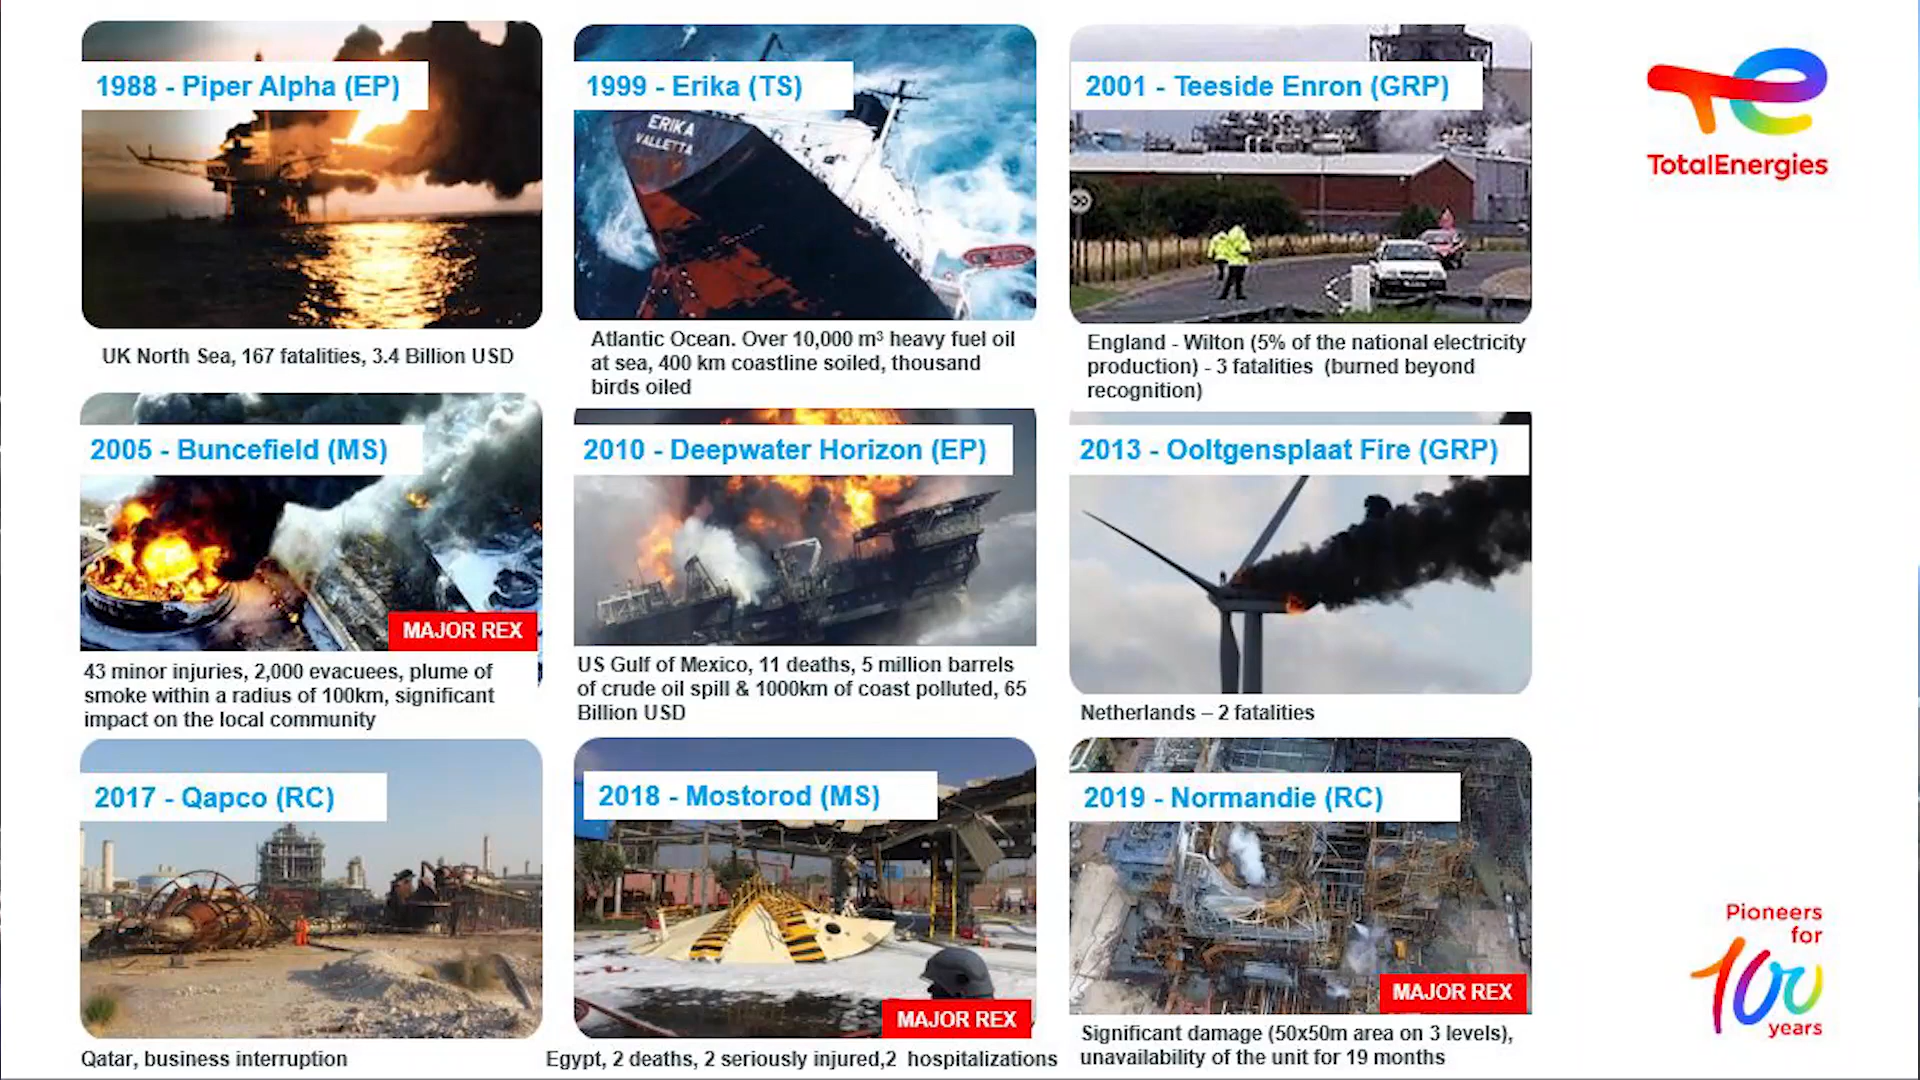 1988 - Piper Alpha (EP)
UK North Sea, 167 fatalities, 3.4 Billion USD
1999 - Erika (TS)
ERIKA
VALLETTA
Atlantic Ocean. Over 10,000 m³ heavy fuel oil
at sea, 400 km coastline soiled, thousand
birds oiled
2001 - Teeside Enron (GRP)
England - Wilton (5% of the national electricity
production) - 3 fatalities (burned beyond
recognition)
TotalEnergies
2005 - Buncefield (MS)
MAJOR REX
43 minor injuries, 2,000 evacuees, plume of
smoke within a radius of 100km, significant
impact on the local community
2010 - Deepwater Horizon (EP)
US Gulf of Mexico, 11 deaths, 5 million barrels
of crude oil spill & 1000km of coast polluted, 65
Billion USD
2013 - Ooltgensplaat Fire (GRP)
Netherlands – 2 fatalities
2017 - Qapco (RC)
Qatar, business interruption
2018 - Mostorod (MS)
MAJOR REX
Egypt, 2 deaths, 2 seriously injured,2 hospitalizations
2019 - Normandie (RC)
MAJOR REX
Significant damage (50x50m area on 3 levels),
unavailability of the unit for 19 months
Pioneers
for
100
years